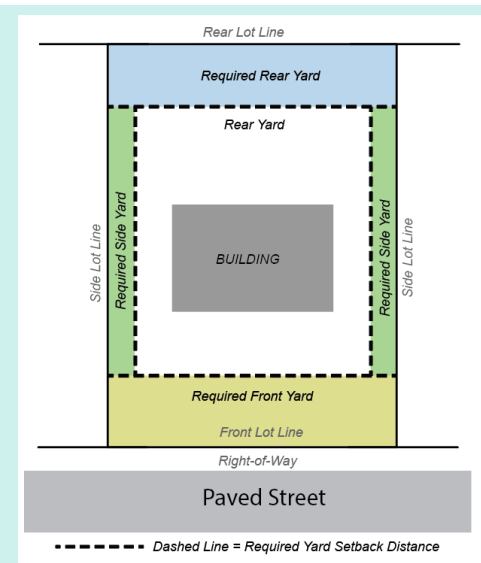 Rear Lot Line
Required Rear Yard
Rear Yard
Side Lot Line
Required Side Yard
BUILDING
Required Side Yard
Side Lot Line
Required Front Yard
Front Lot Line
Right-of-Way
Paved Street
Dashed Line = Required Yard Setback Distance